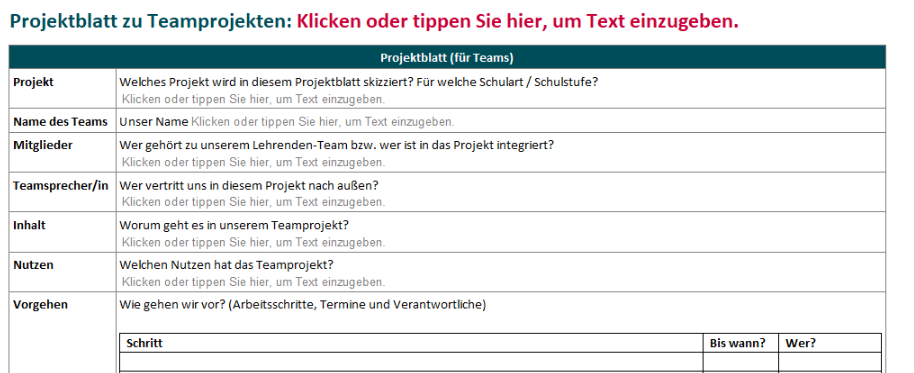 Projektblatt zu Teamprojekten: Klicken oder tippen Sie hier, um Text einzugeben.
Projektblatt (für Teams)
Projekt Welches Projekt wird in diesem Projektblatt skizziert? Für welche Schulart / Schulstufe?
Klicken oder tippen Sie hier, um Text einzugeben.
Name des Teams Unser Name Klicken oder tippen Sie hier, um Text einzugeben.
Mitglieder Wer gehört zu unserem Lehrenden-Team bzw. wer ist in das Projekt integriert?
Klicken oder tippen Sie hier, um Text einzugeben.
Teamsprecher/in Wer vertritt uns in diesem Projekt nach außen?
Klicken oder tippen Sie hier, um Text einzugeben.
Inhalt Worum geht es in unserem Teamprojekt?
Klicken oder tippen Sie hier, um Text einzugeben.
Nutzen Welchen Nutzen hat das Teamprojekt?
Klicken oder tippen Sie hier, um Text einzugeben.
Vorgehen Wie gehen wir vor? (Arbeitsschritte, Termine und Verantwortliche)
Schritt Bis wann? Wer?